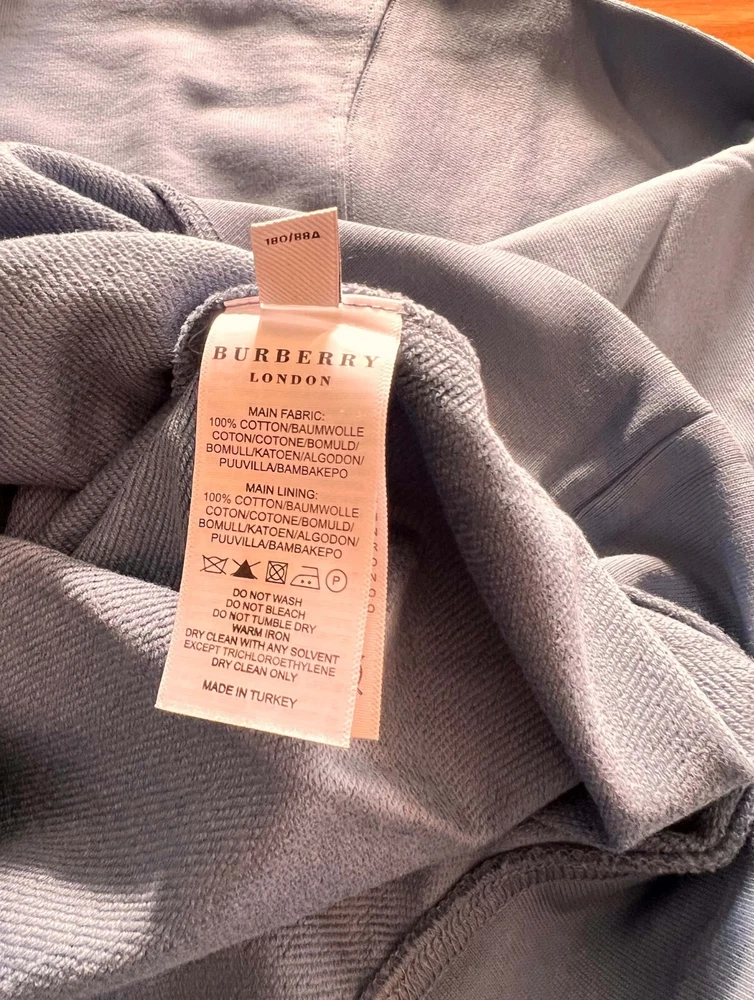 180/88A
BURBERRY
LONDON
MAIN FABRIC:
100% COTTON/BAUMWOLLE
COTON/COTONE/BOMULD/
BOMULL/KATOEN/ALGODON/
PUUVILLA/BAMBAKEPO
MAIN LINING:
100% COTTON/BAUMWOLLE
COTON/COTONE/BOMULD/
BOMULL/KATOEN/ALGODON/
PUUVILLA/BAMBAKEPO
P
DO NOT WASH
DO NOT BLEACH
DO NOT TUMBLE DRY
WARM IRON
DRY CLEAN WITH ANY SOLVENT
EXCEPT TRICHLOROETHYLENE
DRY CLEAN ONLY
MADE IN TURKEY